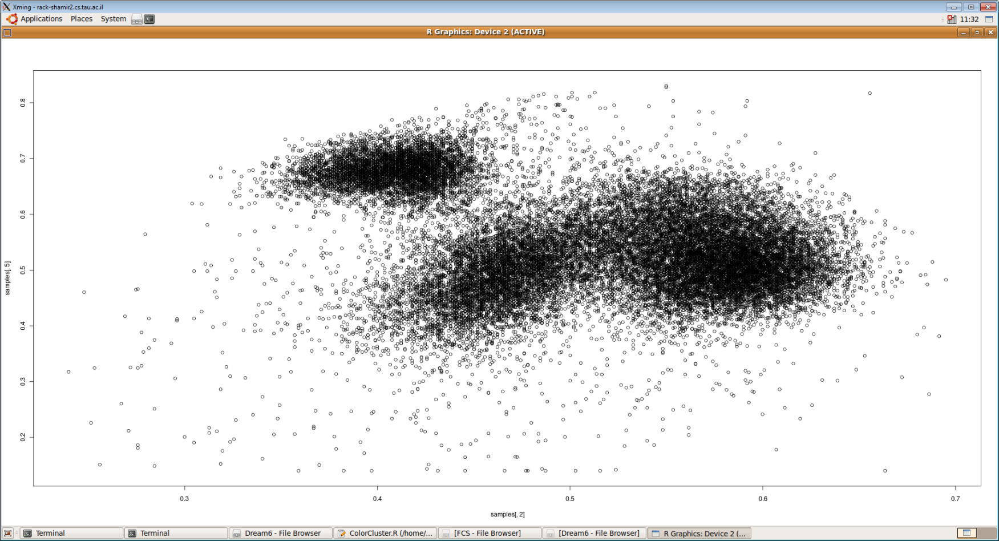 Xming - rack-shamir2.cs.tau.ac.il
Applications Places System 11:32
R Graphics: Device 2 (ACTIVE)
0.8
0.7
0.6
0.5
0.4
0.3
0.2
samples[, 5]
0.3 0.4 0.5 0.6 0.7
samples[, 2]
Terminal Terminal Dream6 - File Browser ColorCluster.R (/home/... [FCS - File Browser] [Dream6 - File Browser] R Graphics: Device 2 (...